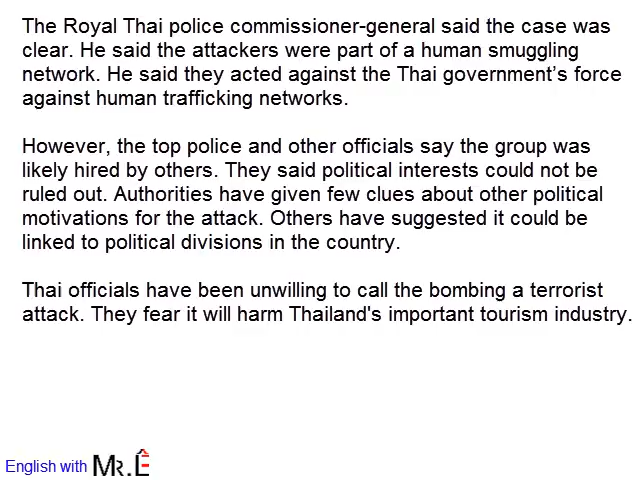 The Royal Thai police commissioner-general said the case was
clear. He said the attackers were part of a human smuggling
network. He said they acted against the Thai government’s force
against human trafficking networks.
However, the top police and other officials say the group was
likely hired by others. They said political interests could not be
ruled out. Authorities have given few clues about other political
motivations for the attack. Others have suggested it could be
linked to political divisions in the country.
Thai officials have been unwilling to call the bombing a terrorist
attack. They fear it will harm Thailand's important tourism industry.
English with MR.Ê